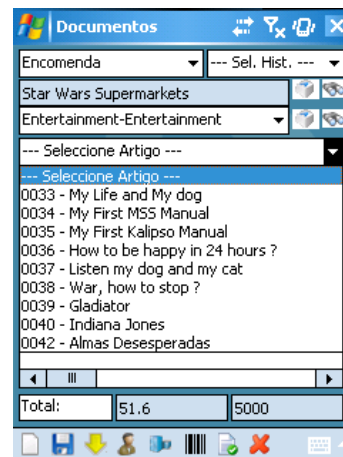 Documentos
Encomenda
--- Sel. Hist. ---
Star Wars Supermarkets
Entertainment-Entertainment
--- Seleccione Artigo ---
--- Seleccione Artigo ---
0033 - My Life and My dog
0034 - My First MSS Manual
0035 - My First Kalipso Manual
0036 - How to be happy in 24 hours ?
0037 - Listen my dog and my cat
0038 - War, how to stop ?
0039 - Gladiator
0040 - Indiana Jones
0042 - Almas Desesperadas
Total:
51.6
5000